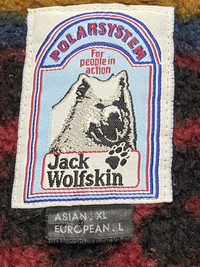 POLARSYSTEM
For
people in
action
Jack
Wolfskin
ASIAN : XL
EUROPEAN : L